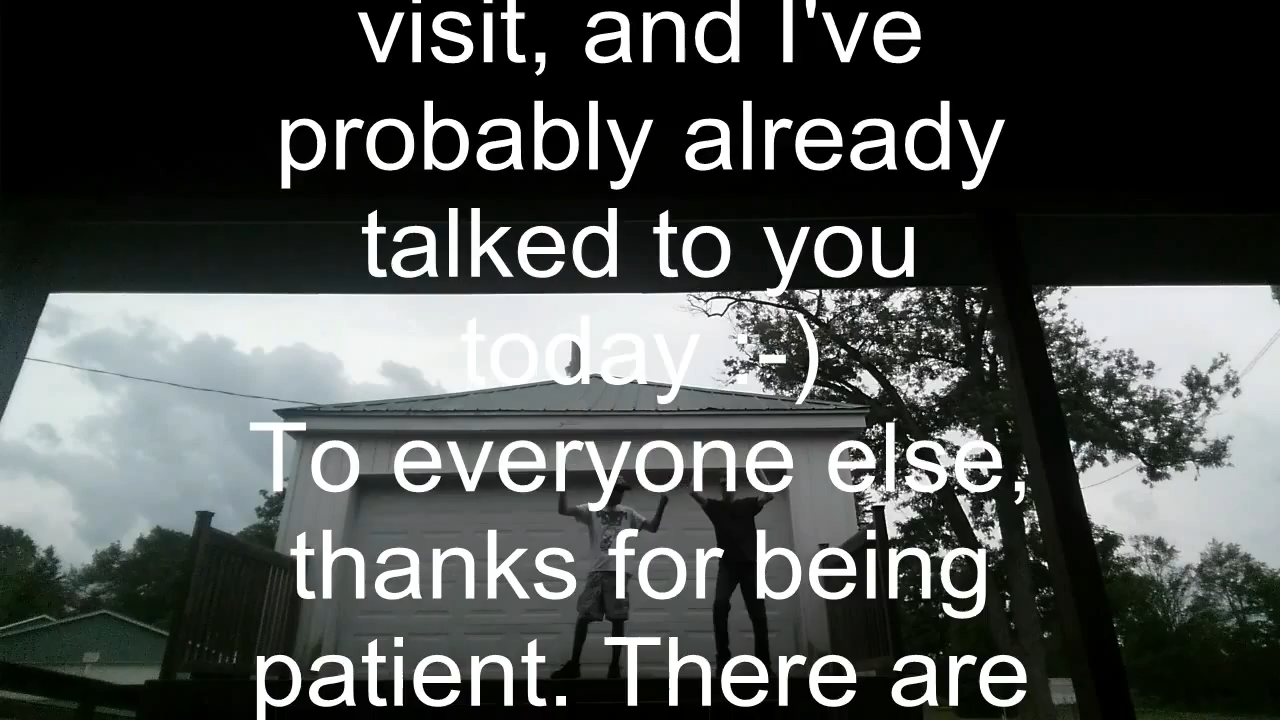 visit, and I've
probably already
talked to you
today :-)
To everyone else,
thanks for being
patient. There are